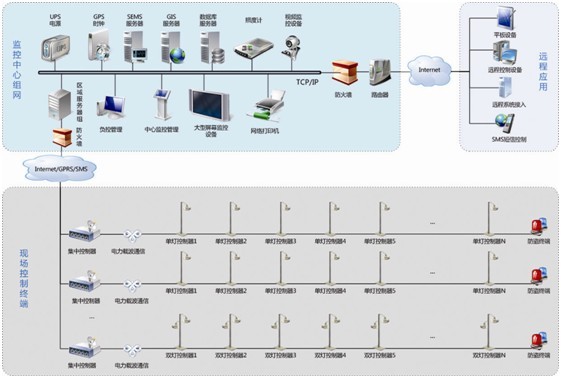 UPS
电源
GPS
时钟
SEMS
服务器
GIS
服务器
数据库
服务器
照度计
视频监
控设备
监控中心组网
TCP/IP
区域服务器组
负控管理
中心监控管理
大型屏幕监控
设备
网络打印机
防火墙
路由器
Internet
平板设备
远程控制设备
远程系统接入
SMS短信控制
远程应用
防火墙
Internet/GPRS/SMS
现场控制终端
集中控制器
电力载波通信
单灯控制器1
单灯控制器2
单灯控制器3
单灯控制器4
单灯控制器5
...
单灯控制器N
防盗终端
集中控制器
电力载波通信
单灯控制器1
单灯控制器2
单灯控制器3
单灯控制器4
单灯控制器5
...
单灯控制器N
防盗终端
...
集中控制器
电力载波通信
双灯控制器1
双灯控制器2
双灯控制器3
双灯控制器4
双灯控制器5
...
双灯控制器N
防盗终端